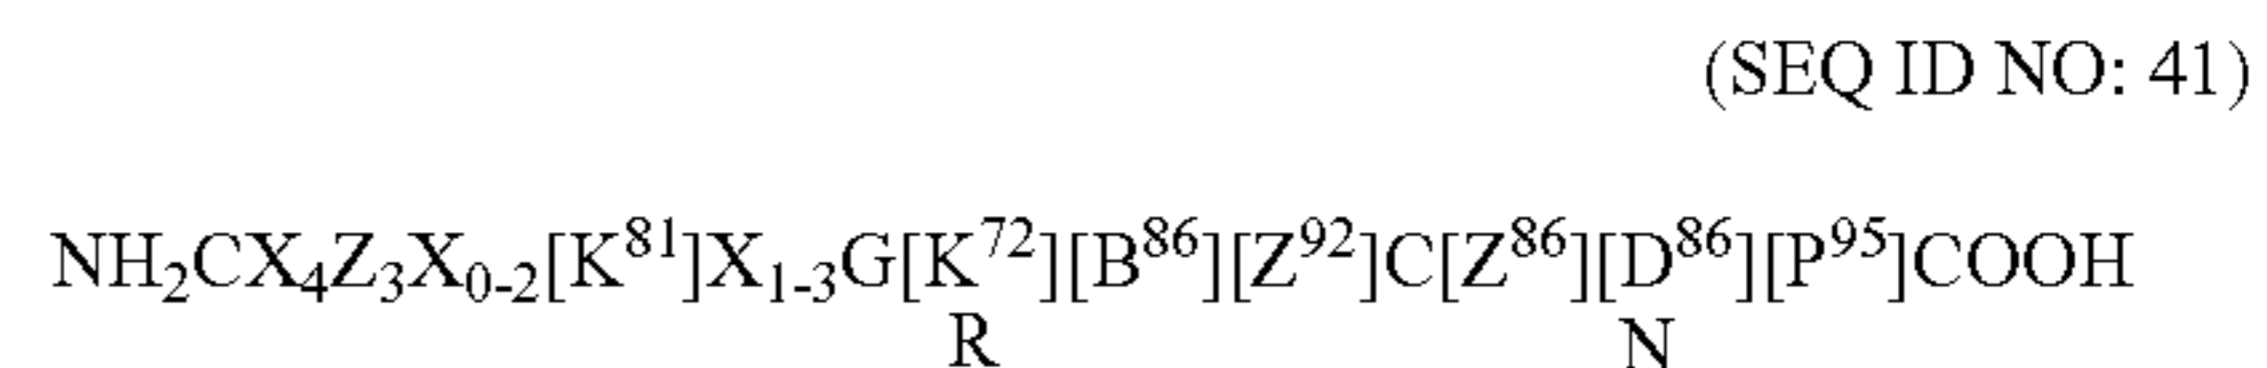 (SEQ ID NO: 41)
NH₂CX₄Z₃X₀₋₂[K⁸¹]X₁₋₃G[K⁷²][B⁸⁶][Z⁹²]C[Z⁸⁶][D⁸⁶][P⁹⁵]COOH
R N